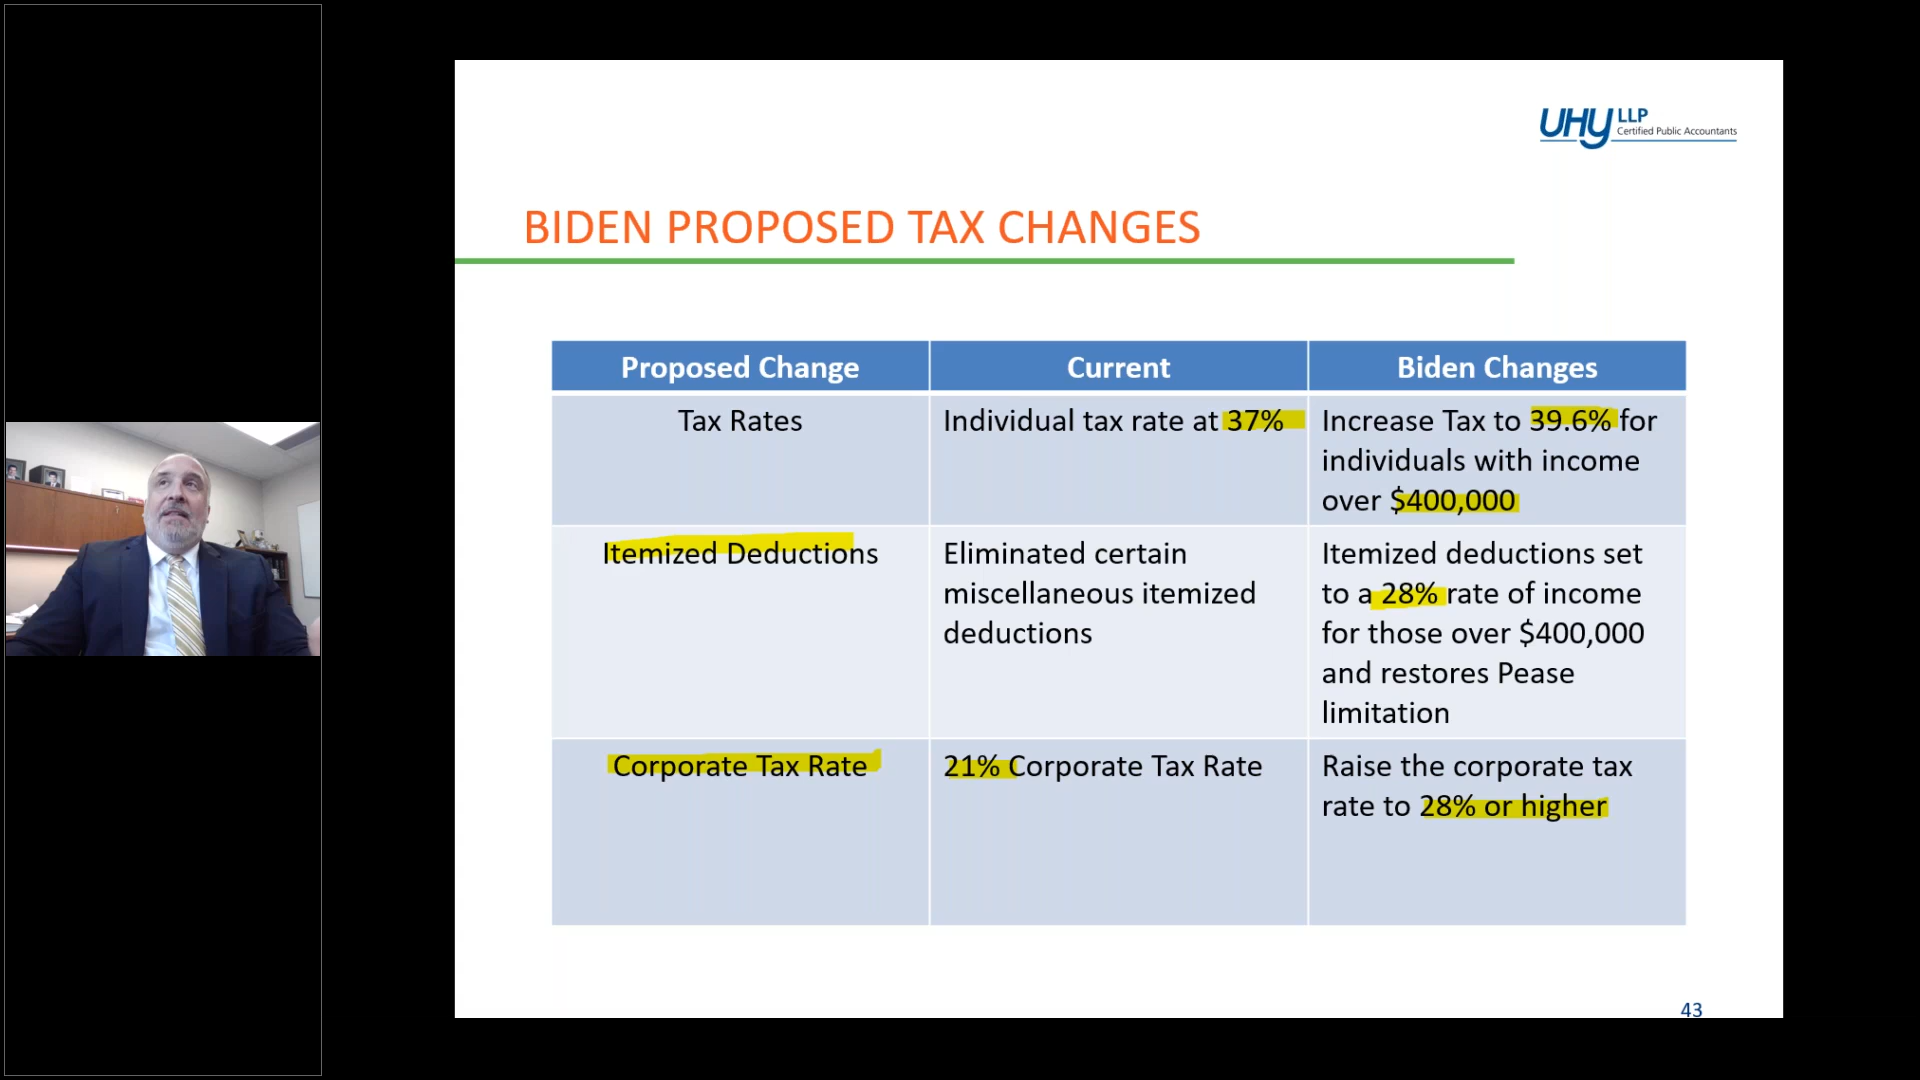 UHY LLP
Certified Public Accountants
BIDEN PROPOSED TAX CHANGES
Proposed Change
Current
Biden Changes
Tax Rates
Individual tax rate at 37%
Increase Tax to 39.6% for
individuals with income
over $400,000
Itemized Deductions
Eliminated certain
miscellaneous itemized
deductions
Itemized deductions set
to a 28% rate of income
for those over $400,000
and restores Pease
limitation
Corporate Tax Rate
21% Corporate Tax Rate
Raise the corporate tax
rate to 28% or higher
43